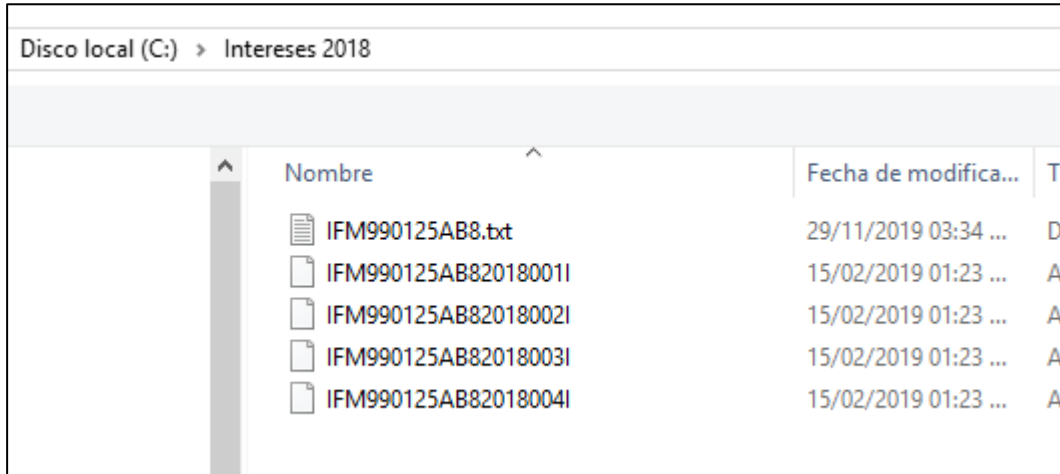 Disco local (C:) > Intereses 2018
Nombre Fecha de modifica... T
IFM990125AB8.txt 29/11/2019 03:34 ... D
IFM990125AB82018001I 15/02/2019 01:23 ... A
IFM990125AB82018002I 15/02/2019 01:23 ... A
IFM990125AB82018003I 15/02/2019 01:23 ... A
IFM990125AB82018004I 15/02/2019 01:23 ... A